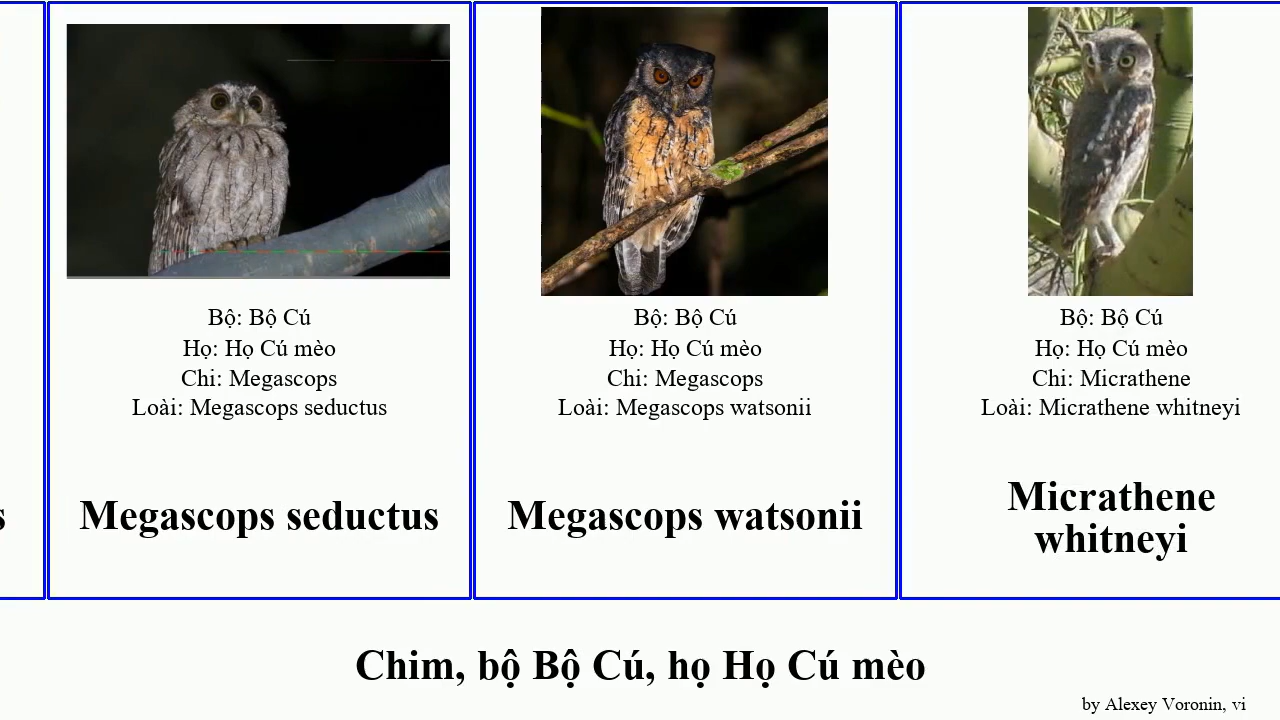 Bộ: Bộ Cú
Họ: Họ Cú mèo
Chi: Megascops
Loài: Megascops seductus
Megascops seductus
Bộ: Bộ Cú
Họ: Họ Cú mèo
Chi: Megascops
Loài: Megascops watsonii
Megascops watsonii
Bộ: Bộ Cú
Họ: Họ Cú mèo
Chi: Micrathene
Loài: Micrathene whitneyi
Micrathene
whitneyi
s
Chim, bộ Bộ Cú, họ Họ Cú mèo
by Alexey Voronin, vi